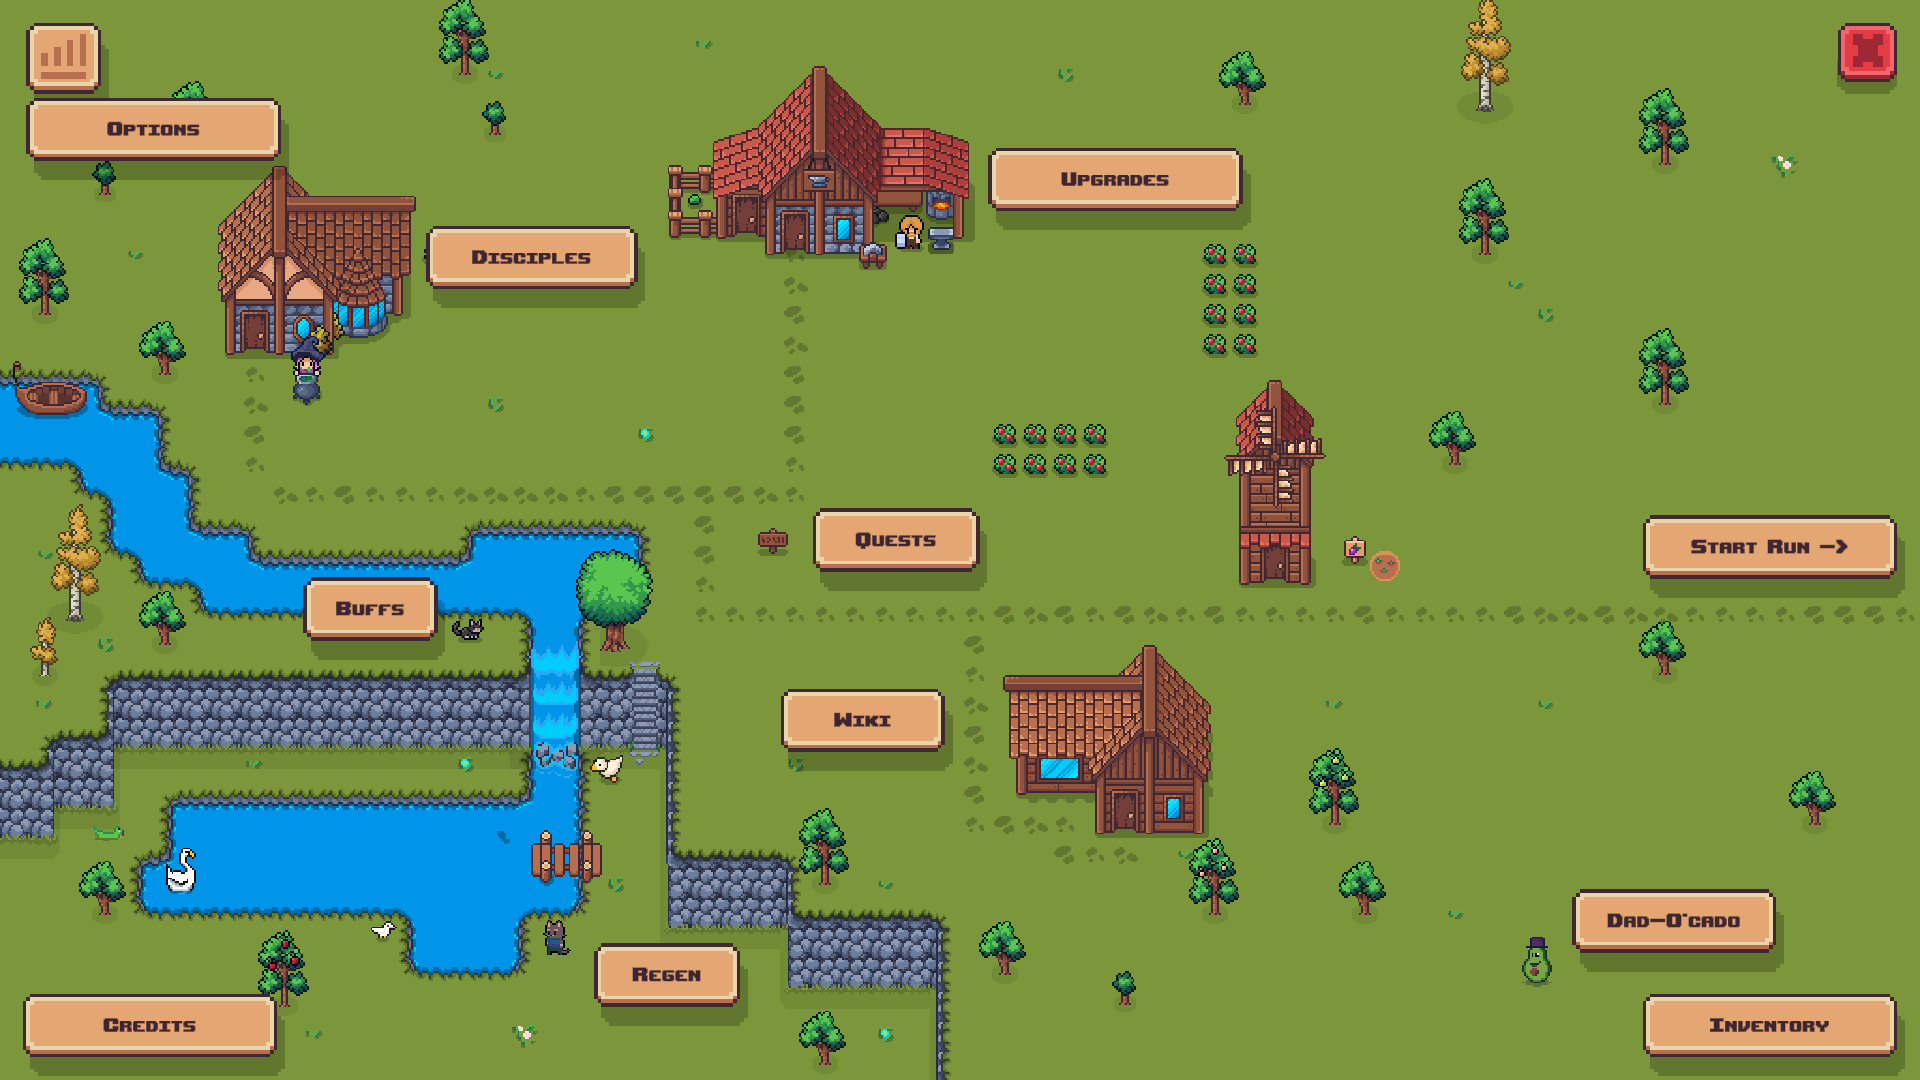 Options
Upgrades
Disciples
Quests
Start Run ->
Buffs
Wiki
Dad-O'cado
Regen
Credits
Inventory